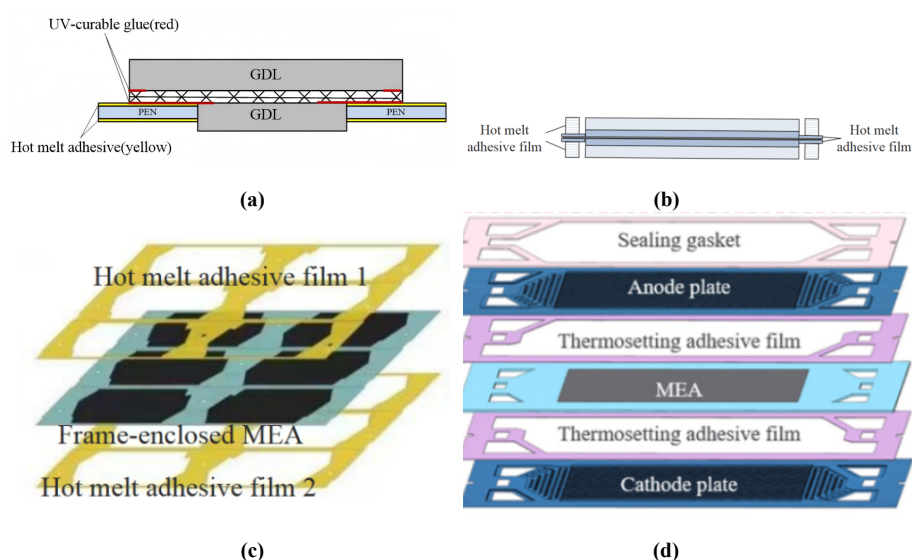 UV-curable glue(red)
GDL
PEN
GDL
PEN
Hot melt adhesive(yellow)
(a)
Hot melt
adhesive film
Hot melt
adhesive film
(b)
Hot melt adhesive film 1
Frame-enclosed MEA
Hot melt adhesive film 2
(c)
Sealing gasket
Anode plate
Thermosetting adhesive film
MEA
Thermosetting adhesive film
Cathode plate
(d)